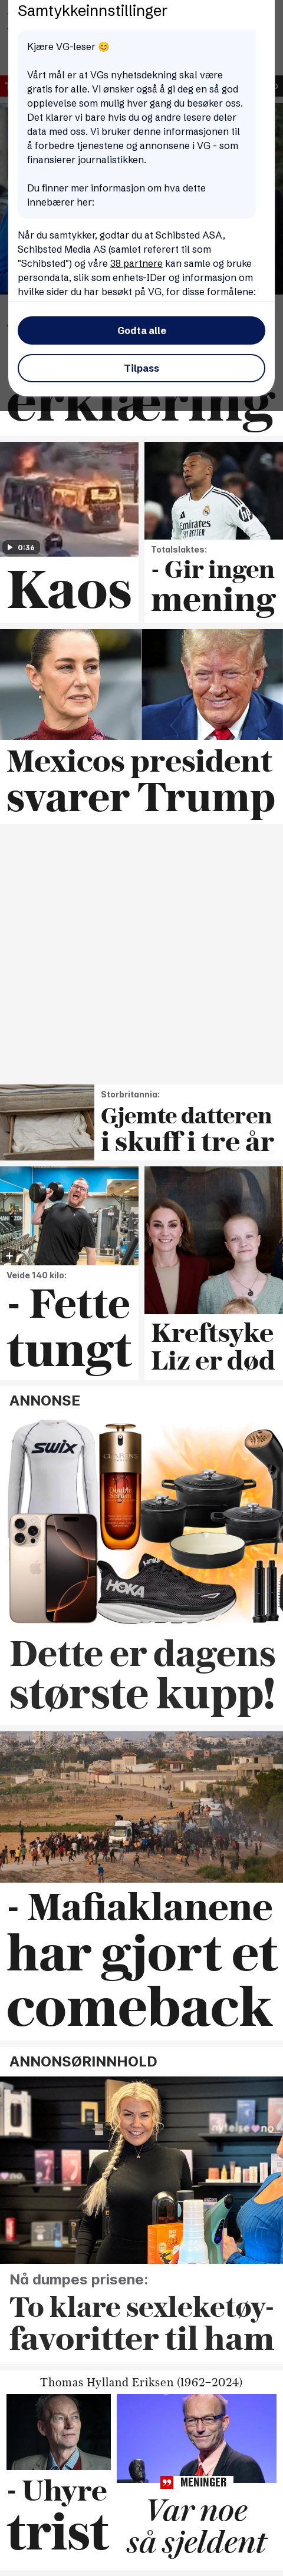 Samtykkeinnstillinger
Kjære VG-leser 😊
Vårt mål er at VGs nyhetsdekning skal være
gratis for alle. Vi ønsker også å gi deg en så god
opplevelse som mulig hver gang du besøker oss.
Det klarer vi bare hvis du og andre lesere deler
data med oss. Vi bruker denne informasjonen til
å forbedre tjenestene og annonsene i VG - som
finansierer journalistikken.
Du finner mer informasjon om hva dette
innebærer her:
Når du samtykker, godtar du at Schibsted ASA,
Schibsted Media AS (samlet referert til som
"Schibsted") og våre 38 partnere kan samle og bruke
persondata, slik som enhets-IDer og informasjon om
hvilke sider du har besøkt på VG, for disse formålene:
Godta alle
Tilpass
erklæring
0:36
Kaos
Totalslaktes:
- Gir ingen
mening
Mexicos president
svarer Trump
Storbritannia:
Gjemte datteren
i skuff i tre år
Veide 140 kilo:
- Fette
tungt
Kreftsyke
Liz er død
ANNONSE
SWIX
CLARINS
Double
Serum
HOKA
Dette er dagens
største kupp!
- Mafiaklanene
har gjort et
comeback
ANNONSØRINNHOLD
nytelse no
Nå dumpes prisene:
To klare sexleketøy-
favoritter til ham
Thomas Hylland Eriksen (1962–2024)
- Uhyre
trist
MENINGER
Var noe
så sjeldent